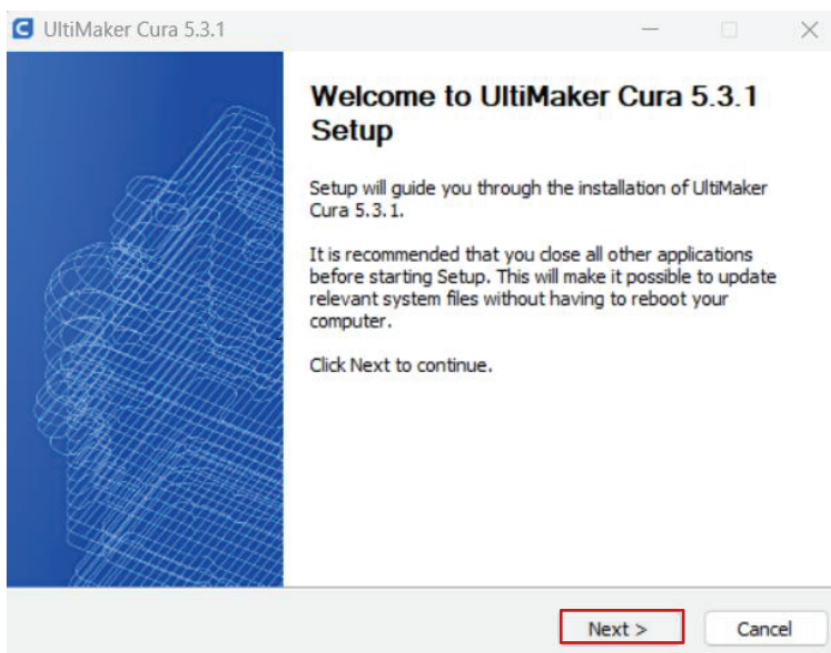 UltiMaker Cura 5.3.1
Welcome to UltiMaker Cura 5.3.1
Setup
Setup will guide you through the installation of UltiMaker
Cura 5.3.1.
It is recommended that you close all other applications
before starting Setup. This will make it possible to update
relevant system files without having to reboot your
computer.
Click Next to continue.
Next >
Cancel